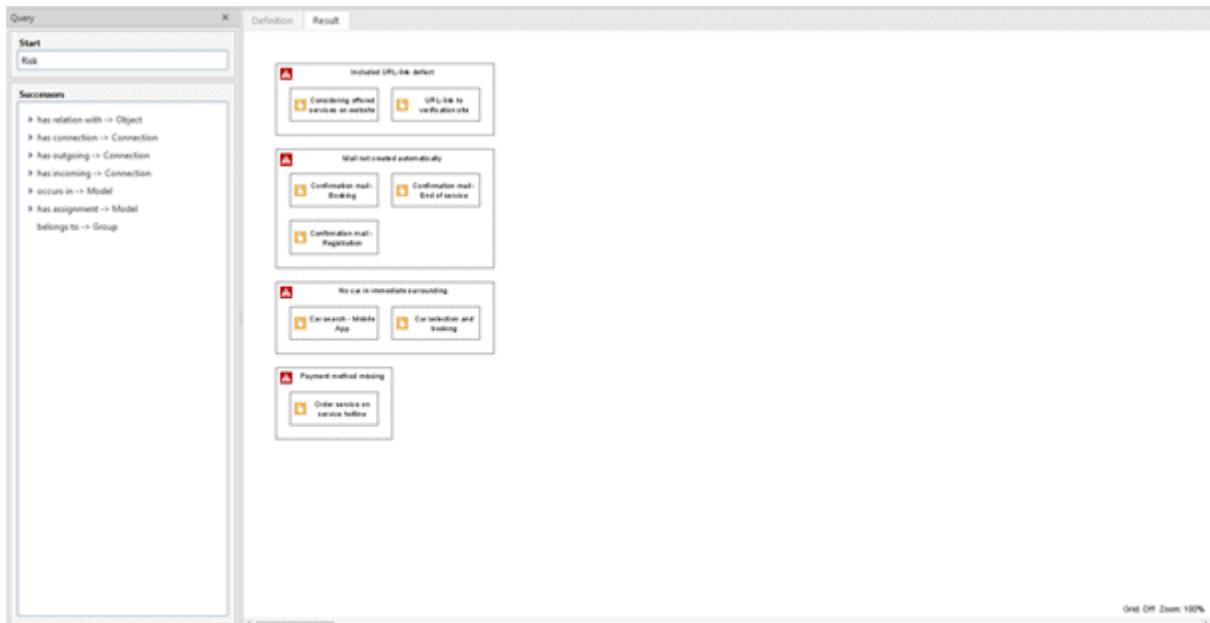 Query ×
Definition Result
Start
Risk
Successors
has relation with -> Object
has connection -> Connection
has outgoing -> Connection
has incoming -> Connection
occurs in -> Model
has assignment -> Model
belongs to -> Group
Included URL-link defect
Considering offered
services on website
URL-link to
verification site
Mail not created automatically
Confirmation mail-
Booking
Confirmation mail-
End of service
Confirmation mail-
Registration
No car in immediate surrounding
Car search - Mobile
App
Car selection and
booking
Payment method missing
Order service on
service hotline
Grid: Off Zoom: 100%